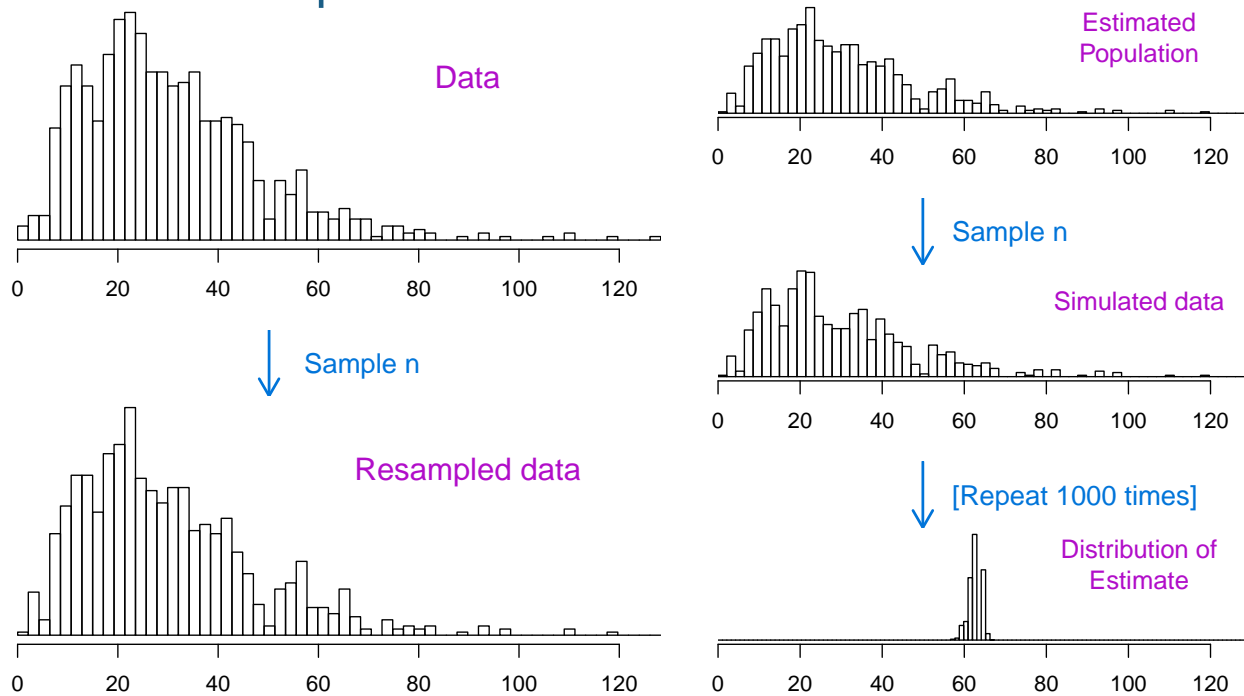 Data
0 20 40 60 80 100 120
Sample n
Resampled data
0 20 40 60 80 100 120
Estimated
Population
0 20 40 60 80 100 120
Sample n
Simulated data
0 20 40 60 80 100 120
[Repeat 1000 times]
Distribution of
Estimate
0 20 40 60 80 100 120